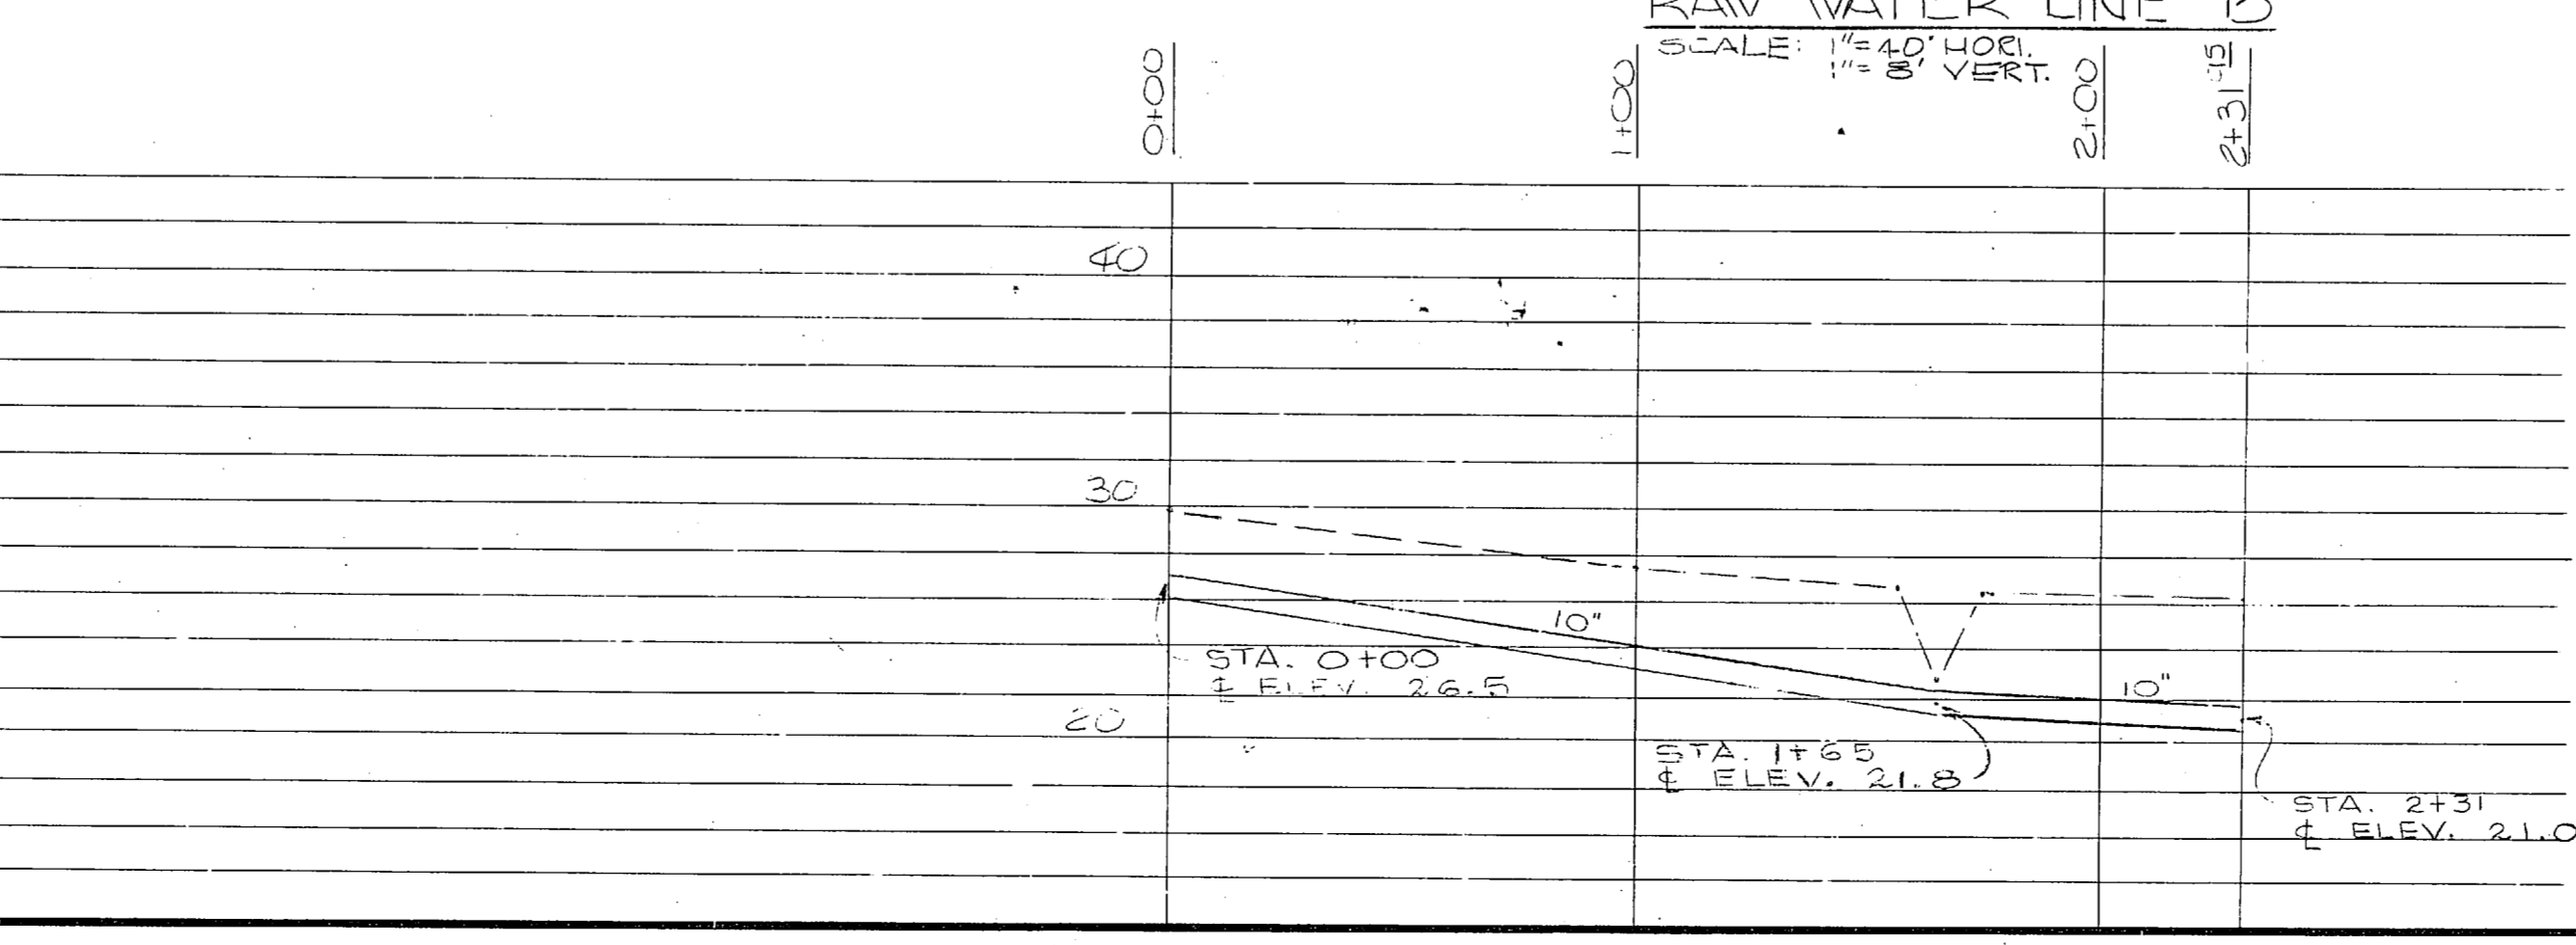 RAW WATER LINE B
SCALE: 1"=40' HORI.
1"= 8' VERT.
0+00
1+00
2+00
2+31 95
40
30
20
10"
10"
STA. 0+00
℄ ELEV. 26.5
STA. 1+65
℄ ELEV. 21.8
STA. 2+31
℄ ELEV. 21.0